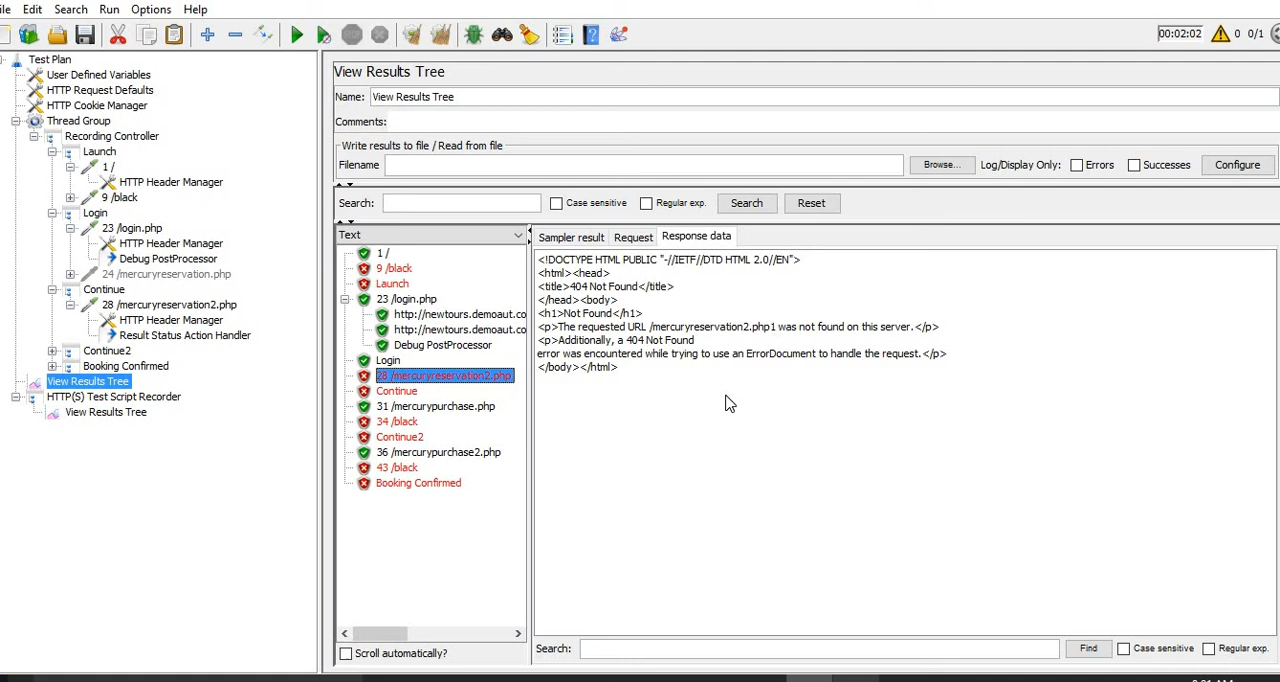 ile Edit Search Run Options Help
00:02:02 0 0/1
Test Plan
User Defined Variables
HTTP Request Defaults
HTTP Cookie Manager
Thread Group
Recording Controller
Launch
1 /
HTTP Header Manager
9 /black
Login
23 /login.php
HTTP Header Manager
Debug PostProcessor
24 /mercuryreservation.php
Continue
28 /mercuryreservation2.php
HTTP Header Manager
Result Status Action Handler
Continue2
Booking Confirmed
View Results Tree
HTTP(S) Test Script Recorder
View Results Tree
View Results Tree
Name: View Results Tree
Comments:
Write results to file / Read from file
Filename Browse... Log/Display Only: Errors Successes Configure
Search: Case sensitive Regular exp. Search Reset
Text
1 /
9 /black
Launch
23 /login.php
http://newtours.demoaut.co
http://newtours.demoaut.co
Debug PostProcessor
Login
28 /mercuryreservation2.php
Continue
31 /mercurypurchase.php
34 /black
Continue2
36 /mercurypurchase2.php
43 /black
Booking Confirmed
Scroll automatically?
Sampler result Request Response data
<!DOCTYPE HTML PUBLIC "-//IETF//DTD HTML 2.0//EN">
<html><head>
<title>404 Not Found</title>
</head><body>
<h1>Not Found</h1>
<p>The requested URL /mercuryreservation2.php1 was not found on this server.</p>
<p>Additionally, a 404 Not Found
error was encountered while trying to use an ErrorDocument to handle the request.</p>
</body></html>
Search: Find Case sensitive Regular exp.